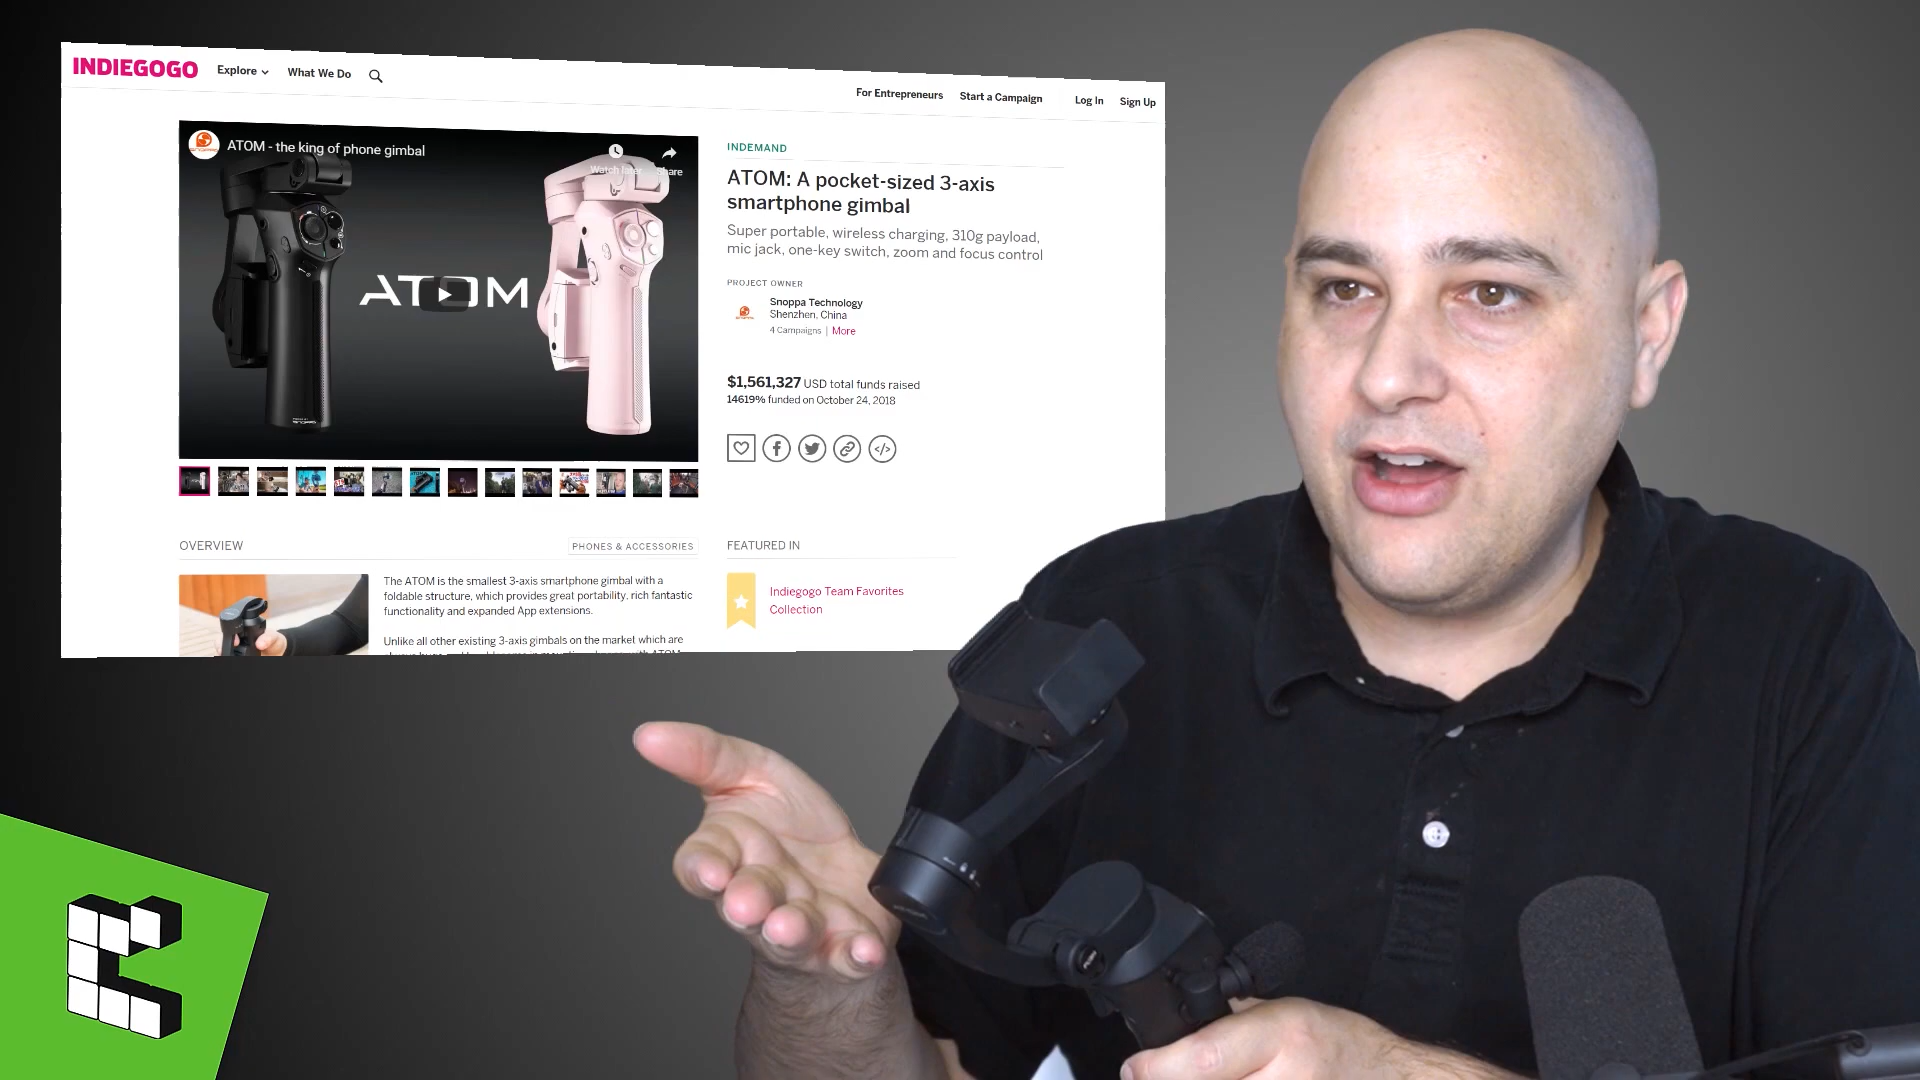 INDIEGOGO
Explore
What We Do
For Entrepreneurs
Start a Campaign
Log In
Sign Up
ATOM - the king of phone gimbal
Watch later
Share
ATOM
INDEMAND
ATOM: A pocket-sized 3-axis
smartphone gimbal
Super portable, wireless charging, 310g payload,
mic jack, one-key switch, zoom and focus control
PROJECT OWNER
Snoppa Technology
Shenzhen, China
4 Campaigns | More
$1,561,327 USD total funds raised
14619% funded on October 24, 2018
OVERVIEW
PHONES & ACCESSORIES
The ATOM is the smallest 3-axis smartphone gimbal with a
foldable structure, which provides great portability, rich fantastic
functionality and expanded App extensions.
Unlike all other existing 3-axis gimbals on the market which are
FEATURED IN
Indiegogo Team Favorites
Collection